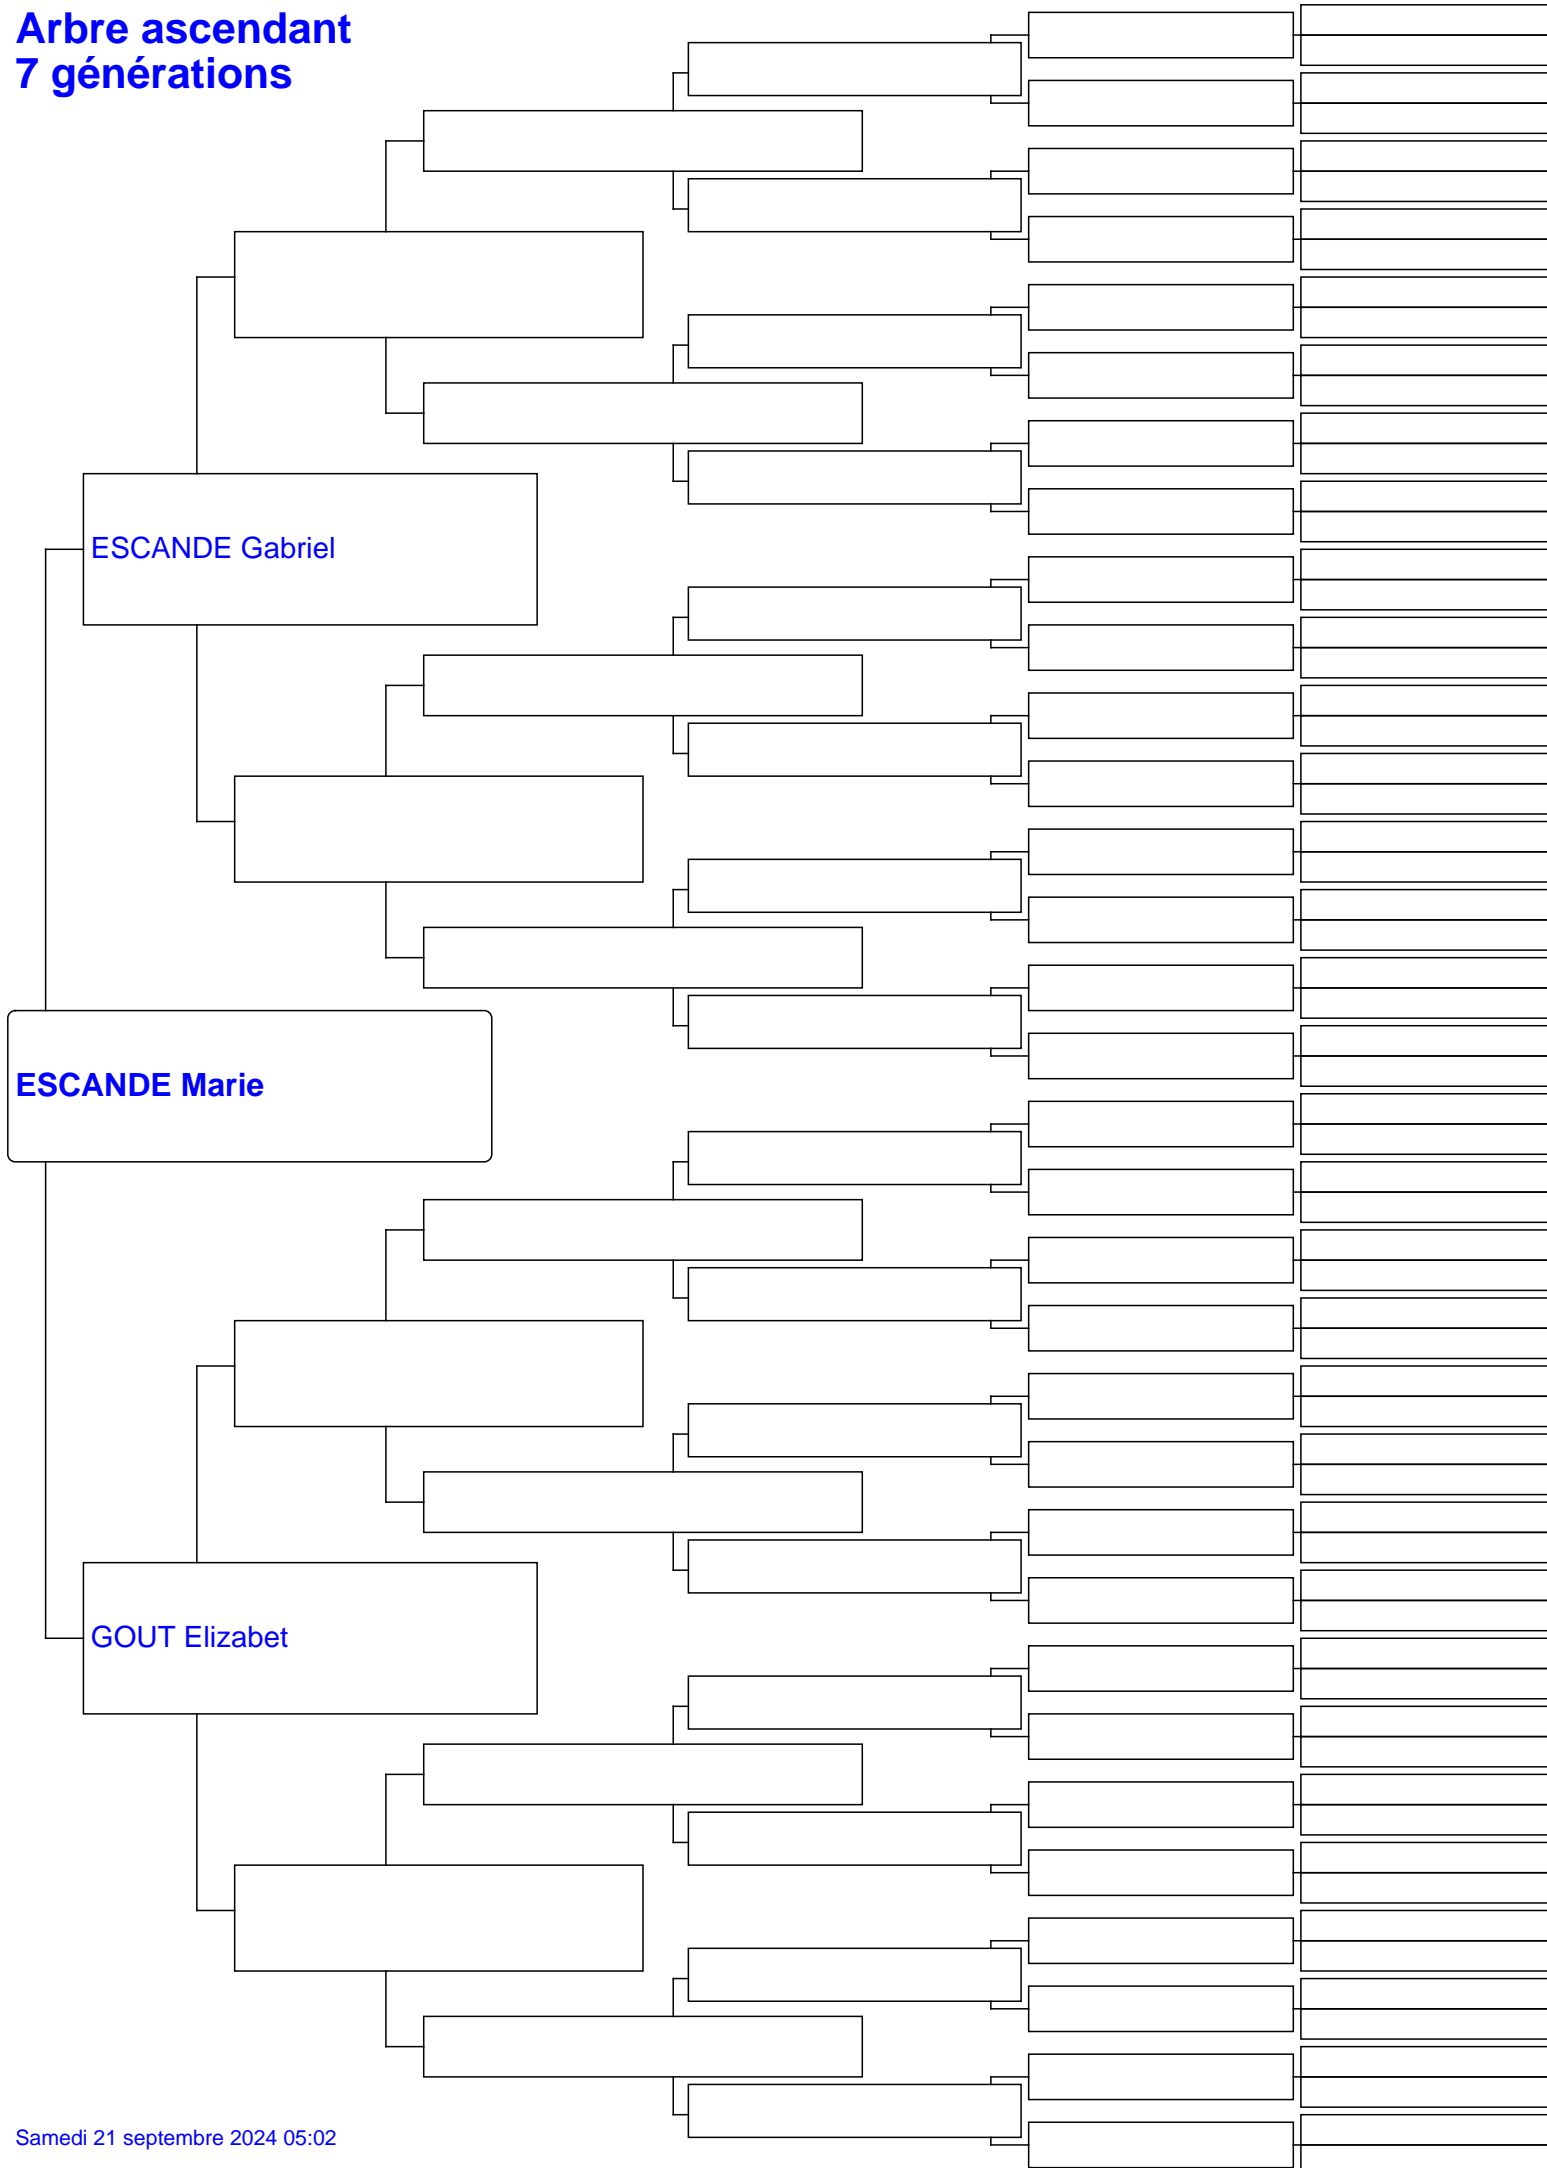 Arbre ascendant
7 générations
ESCANDE Gabriel
ESCANDE Marie
GOUT Elizabet
Samedi 21 septembre 2024 05:02